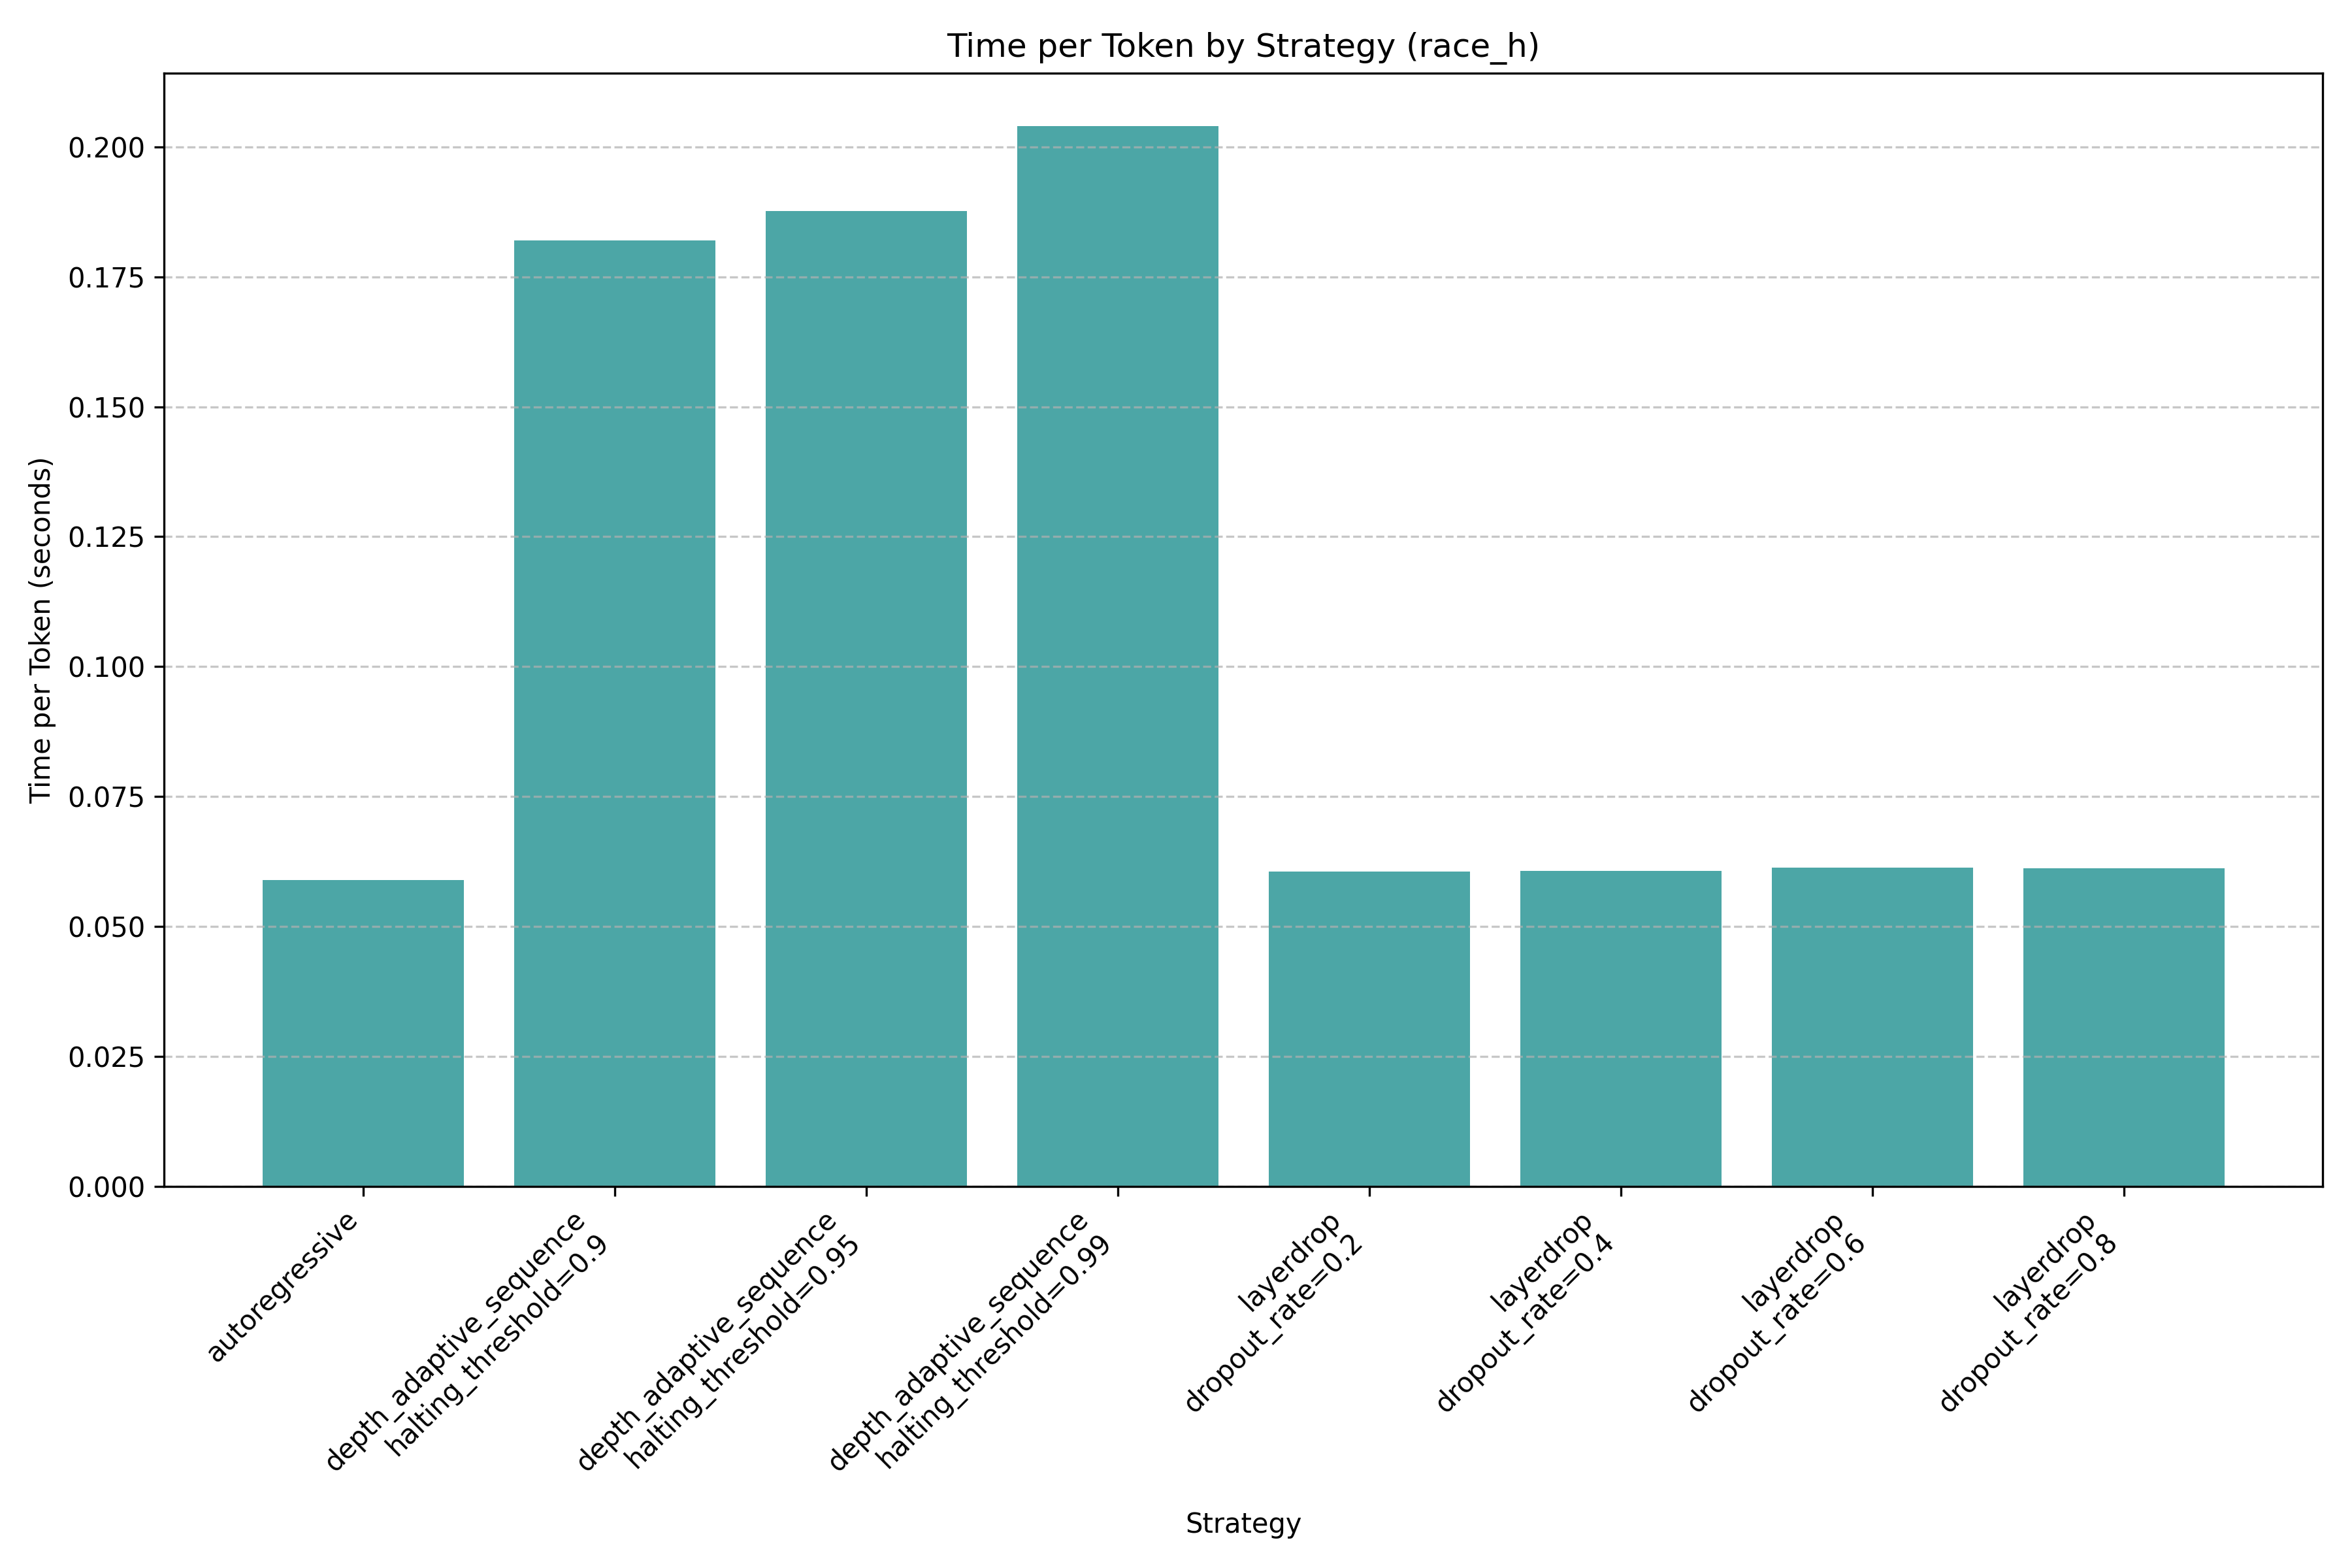 Time per Token by Strategy (race_h)
Time per Token (seconds)
0.200
0.175
0.150
0.125
0.100
0.075
0.050
0.025
0.000
autoregressive
depth_adaptive_sequence
halting_threshold=0.9
depth_adaptive_sequence
halting_threshold=0.95
depth_adaptive_sequence
halting_threshold=0.99
layerdrop
dropout_rate=0.2
layerdrop
dropout_rate=0.4
layerdrop
dropout_rate=0.6
layerdrop
dropout_rate=0.8
Strategy